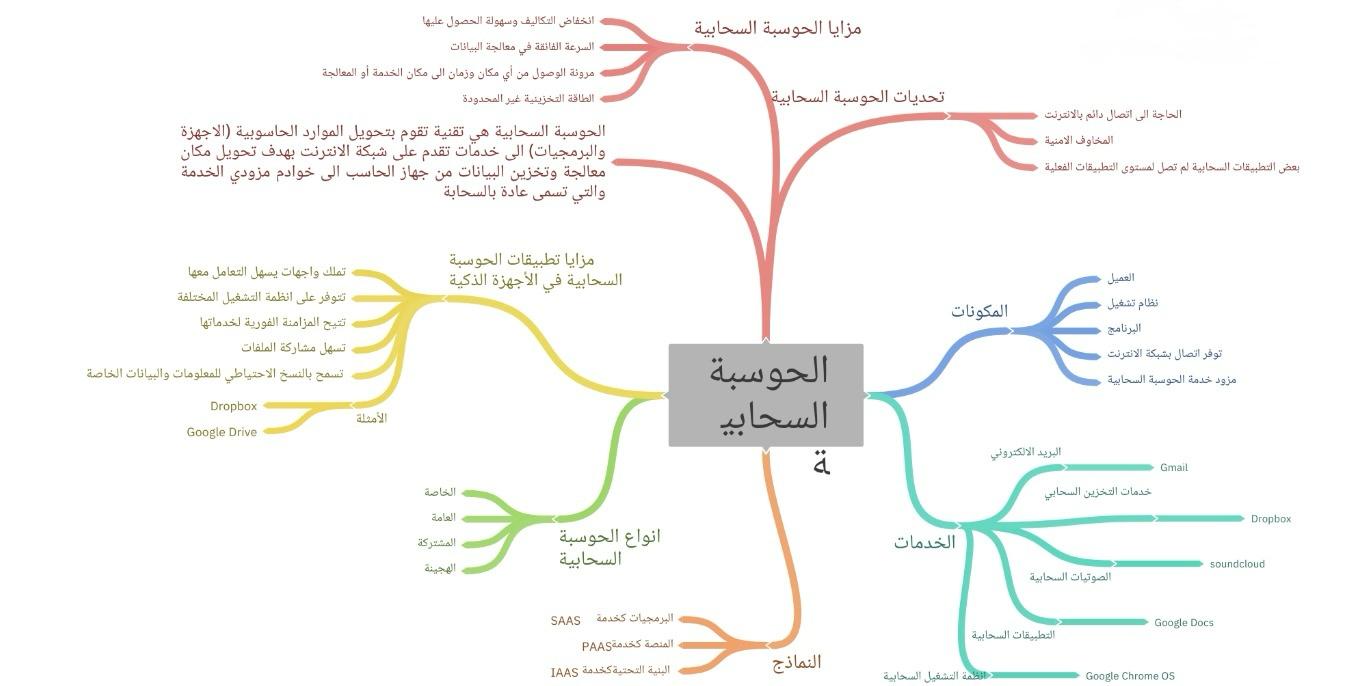 الحوسبة
السحابي
ة
مزايا الحوسبة السحابية
انخفاض التكاليف وسهولة الحصول عليها
السرعة الفائقة في معالجة البيانات
مرونة الوصول من أي مكان وزمان الى مكان الخدمة أو المعالجة
الطاقة التخزينية غير المحدودة
تحديات الحوسبة السحابية
الحاجة الى اتصال دائم بالانترنت
المخاوف الامنية
بعض التطبيقات السحابية لم تصل لمستوى التطبيقات الفعلية
الحوسبة السحابية هي تقنية تقوم بتحويل الموارد الحاسوبية (الاجهزة
والبرمجيات) الى خدمات تقدم على شبكة الانترنت بهدف تحويل مكان
معالجة وتخزين البيانات من جهاز الحاسب الى خوادم مزودي الخدمة
والتي تسمى عادة بالسحابة
المكونات
العميل
نظام تشغيل
البرنامج
توفر اتصال بشبكة الانترنت
مزود خدمة الحوسبة السحابية
مزايا تطبيقات الحوسبة
السحابية في الأجهزة الذكية
تملك واجهات يسهل التعامل معها
تتوفر على انظمة التشغيل المختلفة
تتيح المزامنة الفورية لخدماتها
تسهل مشاركة الملفات
تسمح بالنسخ الاحتياطي للمعلومات والبيانات الخاصة
الأمثلة
Dropbox
Google Drive
الخدمات
البريد الالكتروني
Gmail
خدمات التخزين السحابي
Dropbox
soundcloud
الصوتيات السحابية
Google Docs
التطبيقات السحابية
انظمة التشغيل السحابية
Google Chrome OS
انواع الحوسبة
السحابية
الخاصة
العامة
المشتركة
الهجينة
النماذج
البرمجيات كخدمة SAAS
المنصة كخدمةPAAS
البنية التحتيةكخدمة IAAS